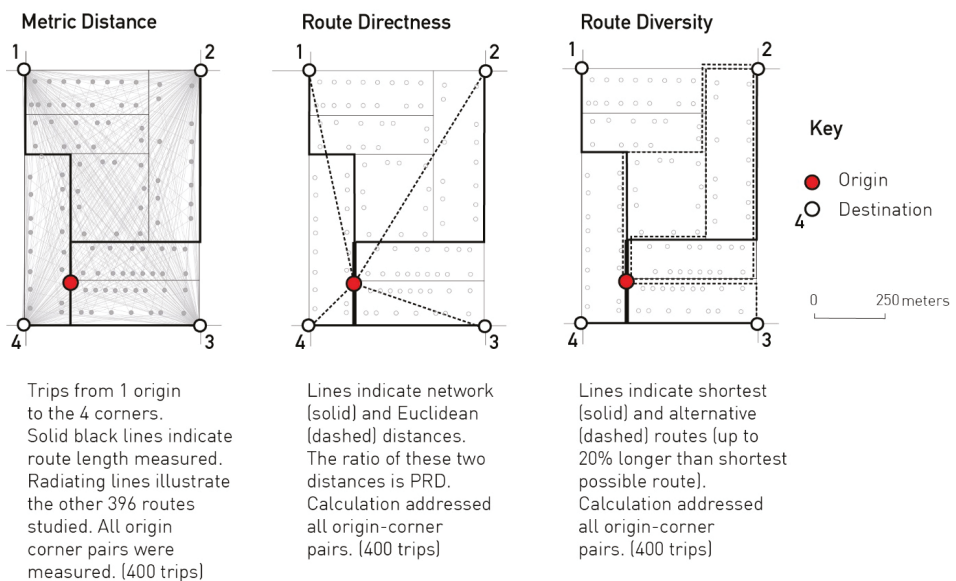 Metric Distance
Route Directness
Route Diversity
1
2
4
3
1
2
4
3
1
2
4
3
Key
Origin
4
Destination
0
250 meters
Trips from 1 origin
to the 4 corners.
Solid black lines indicate
route length measured.
Radiating lines illustrate
the other 396 routes
studied. All origin
corner pairs were
measured. (400 trips)
Lines indicate network
(solid) and Euclidean
(dashed) distances.
The ratio of these two
distances is PRD.
Calculation addressed
all origin-corner
pairs. (400 trips)
Lines indicate shortest
(solid) and alternative
(dashed) routes (up to
20% longer than shortest
possible route).
Calculation addressed
all origin-corner
pairs. (400 trips)